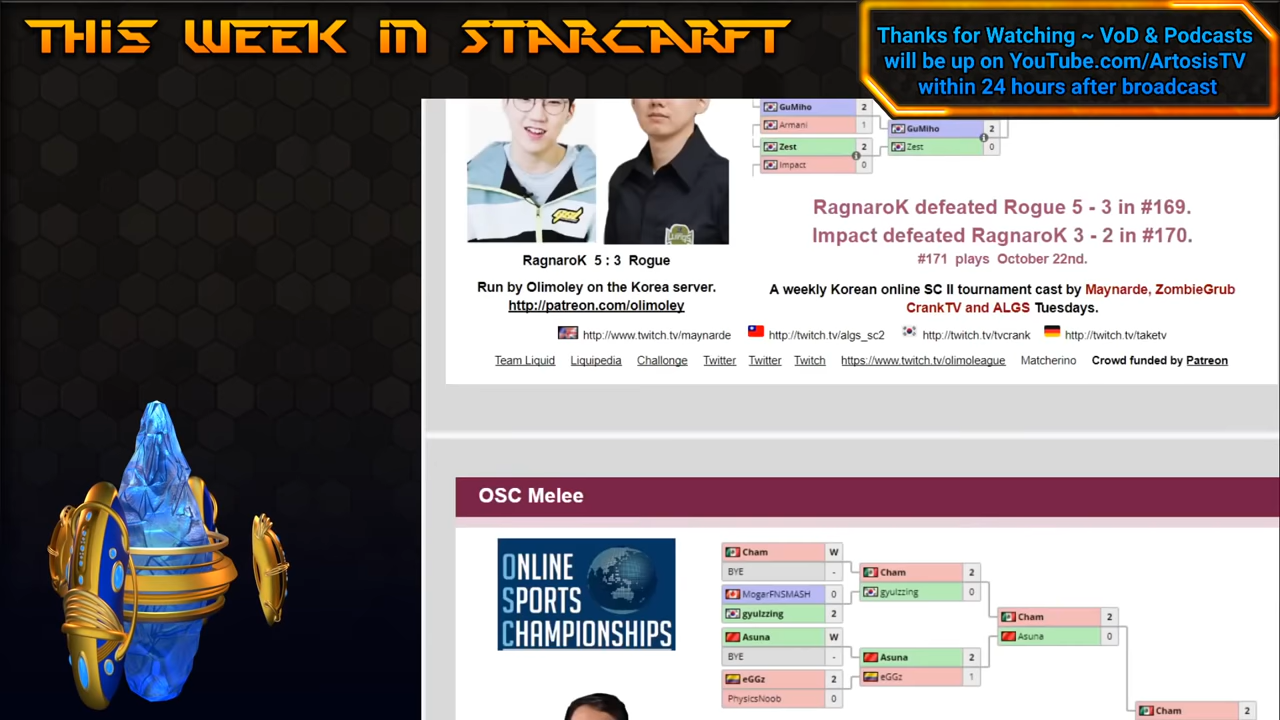 THIS WEEK IN STARCARFT
Thanks for Watching ~ VoD & Podcasts
will be up on YouTube.com/ArtosisTV
within 24 hours after broadcast
GuMiho 2
Armani 1
Zest 2
Impact 0
GuMiho 2
Zest 0
RagnaroK 5 : 3 Rogue
Run by Olimoley on the Korea server.
http://patreon.com/olimoley
RagnaroK defeated Rogue 5 - 3 in #169.
Impact defeated RagnaroK 3 - 2 in #170.
#171 plays October 22nd.
A weekly Korean online SC II tournament cast by Maynarde, ZombieGrub
CrankTV and ALGS Tuesdays.
http://www.twitch.tv/maynarde http://twitch.tv/algs_sc2 http://twitch.tv/tvcrank http://twitch.tv/taketv
Team Liquid Liquipedia Challonge Twitter Twitter Twitch https://www.twitch.tv/olimoleague Matcherino Crowd funded by Patreon
OSC Melee
ONLINE
SPORTS
CHAMPIONSHIPS
Cham W
BYE -
MogarFNSMASH 0
gyulzzing 2
Asuna W
BYE -
eGGz 2
PhysicsNoob 0
Cham 2
gyulzzing 0
Asuna 2
eGGz 1
Cham 2
Asuna 0
Cham 2